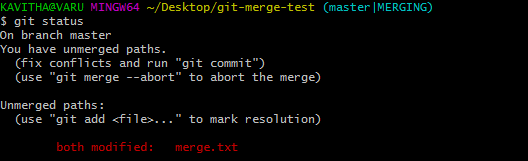 KAVITHA@VARU MINGW64 ~/Desktop/git-merge-test (master|MERGING)
$ git status
On branch master
You have unmerged paths.
  (fix conflicts and run "git commit")
  (use "git merge --abort" to abort the merge)

Unmerged paths:
  (use "git add <file>..." to mark resolution)

        both modified:   merge.txt